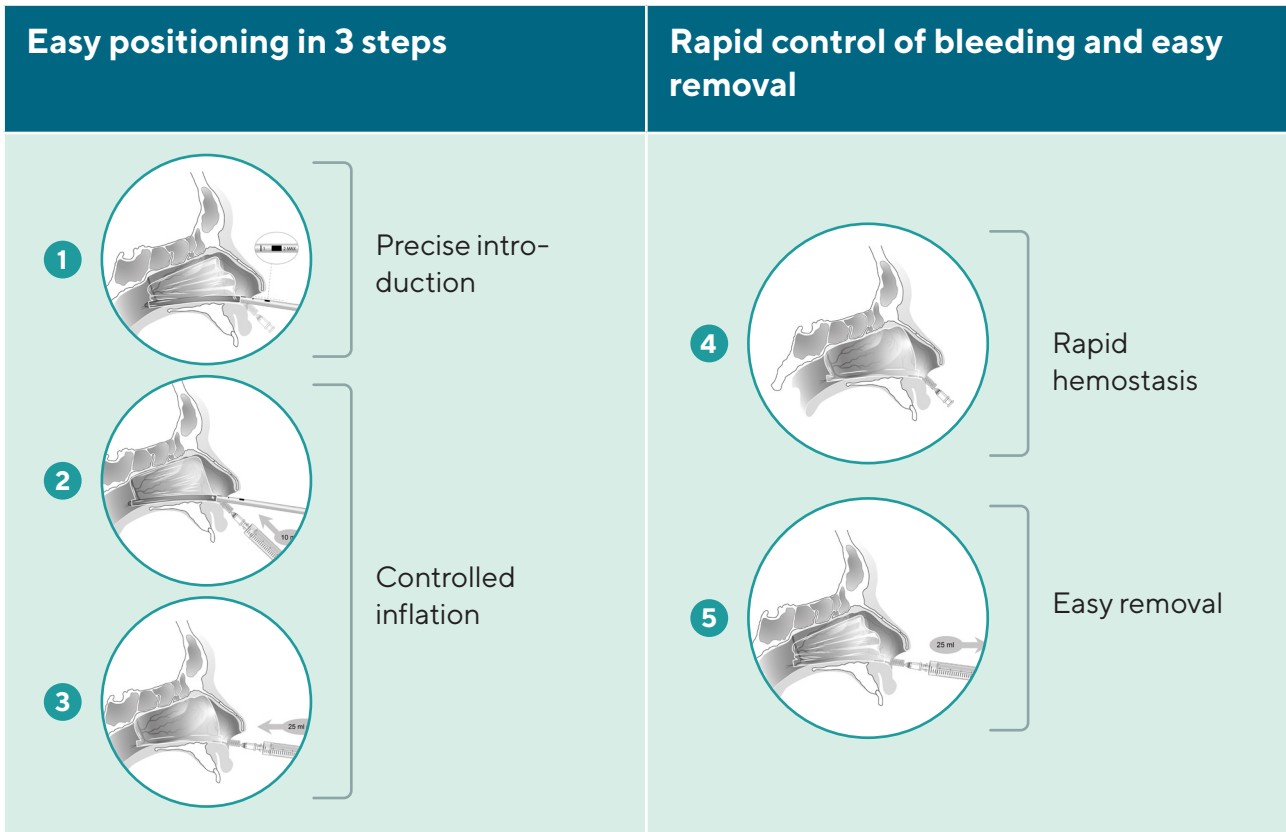 Easy positioning in 3 steps
Rapid control of bleeding and easy
removal
1
Precise intro-
duction
2
10 m
Controlled
inflation
3
25 ml
4
Rapid
hemostasis
5
25 ml
Easy removal